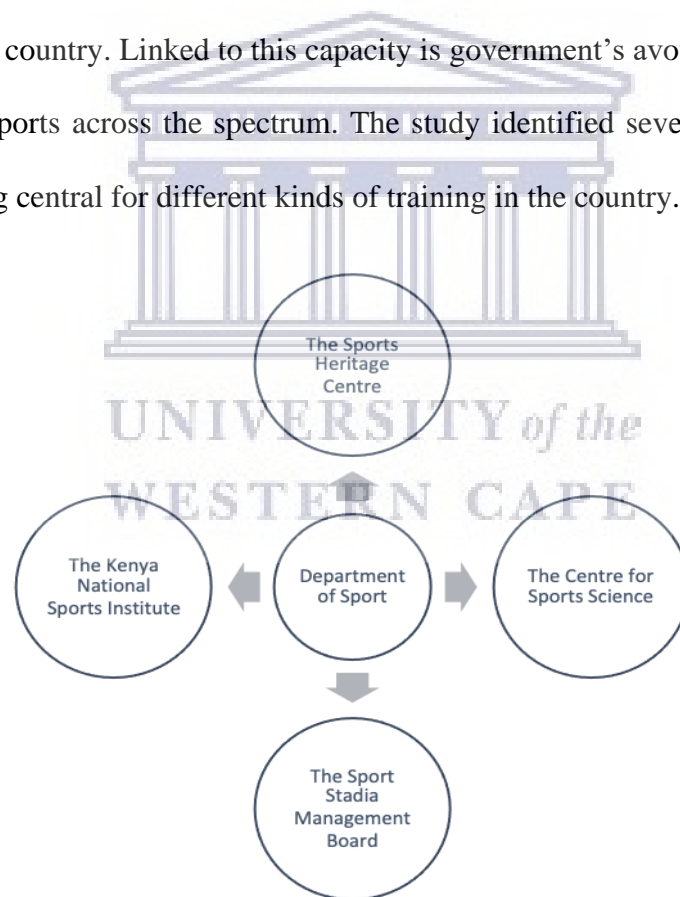 country. Linked to this capacity is government's avo
ports across the spectrum. The study identified seve
g central for different kinds of training in the country.
The Sports
Heritage
Centre
UNIVERSITY of the
WESTERN CAPE
The Kenya
National
Sports Institute
Department
of Sport
The Centre for
Sports Science
The Sport
Stadia
Management
Board